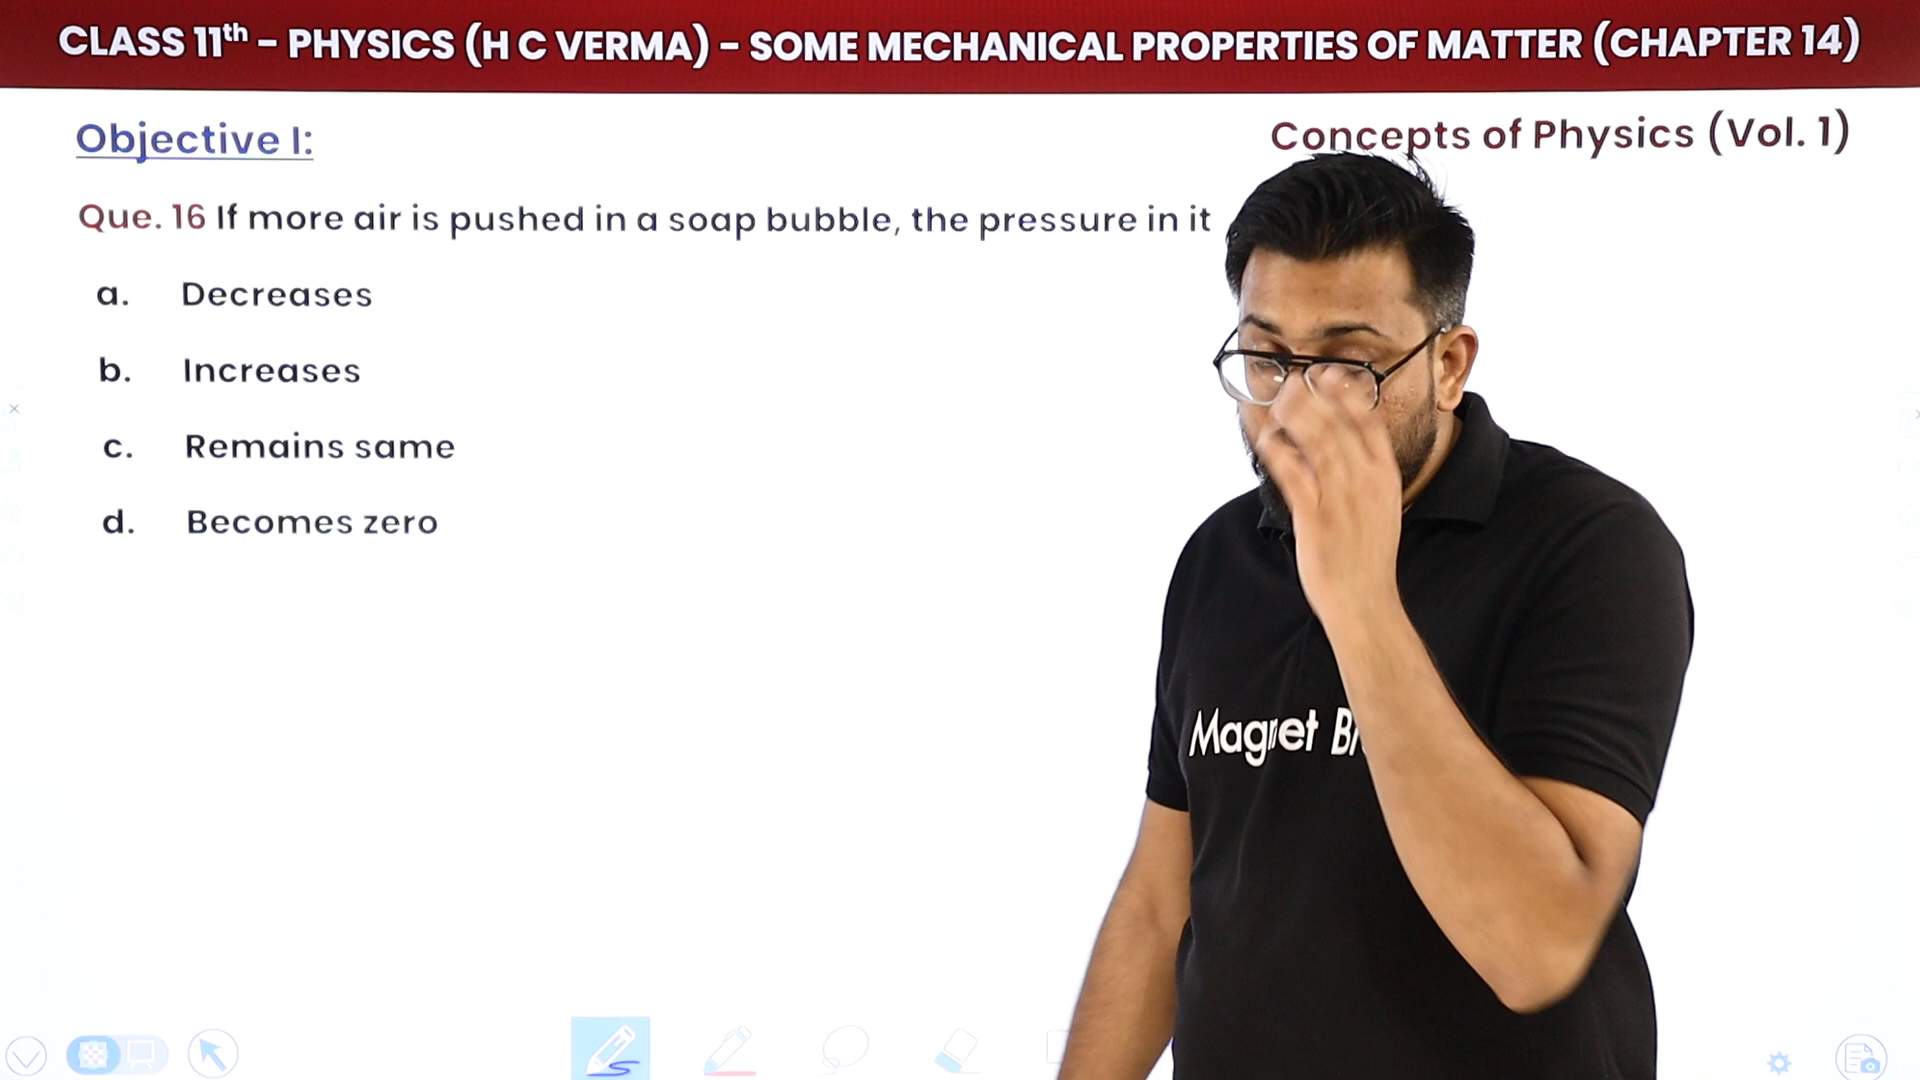 CLASS 11th – PHYSICS (H C VERMA) – SOME MECHANICAL PROPERTIES OF MATTER (CHAPTER 14)
Objective I:
Concepts of Physics (Vol. 1)
Que. 16 If more air is pushed in a soap bubble, the pressure in it
a. Decreases
b. Increases
c. Remains same
d. Becomes zero
Magnet